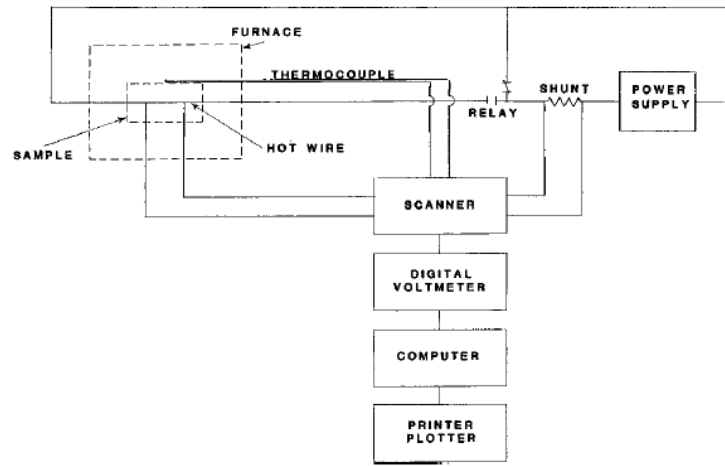 FURNACE
THERMOCOUPLE
SHUNT
POWER
SUPPLY
RELAY
SAMPLE
HOT WIRE
SCANNER
DIGITAL
VOLTMETER
COMPUTER
PRINTER
PLOTTER